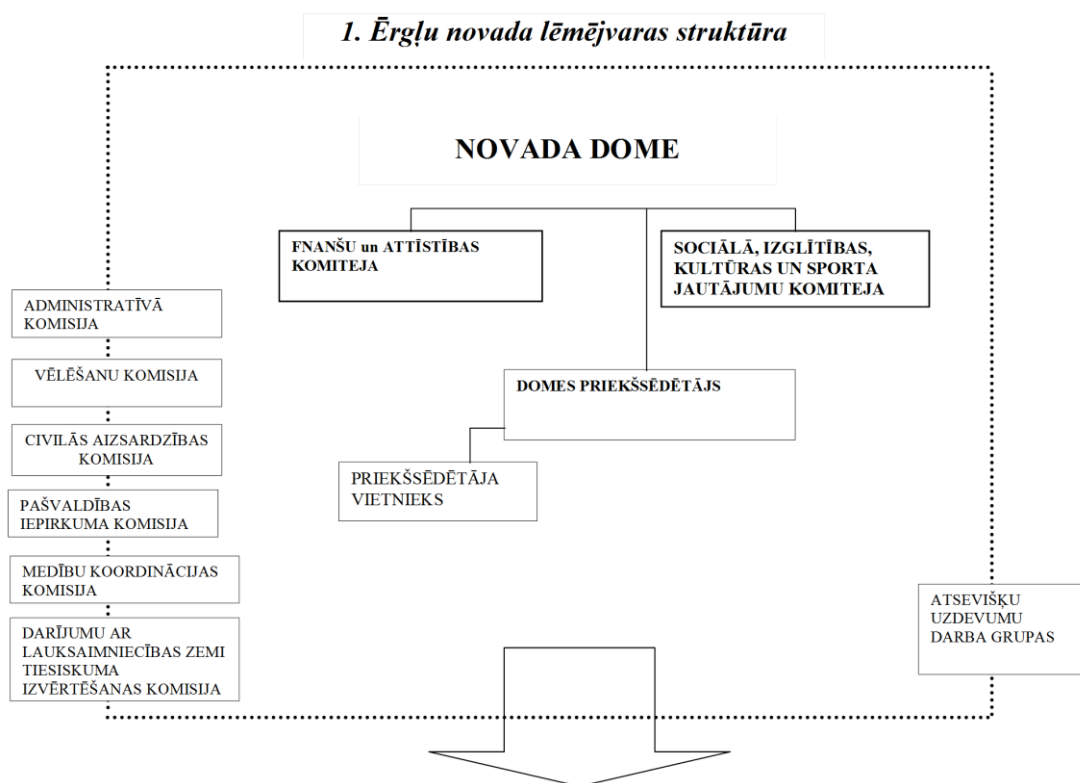 1. Ērgļu novada lēmējvaras struktūra
NOVADA DOME
FNANŠU un ATTĪSTĪBAS
KOMITEJA
SOCIĀLĀ, IZGLĪTĪBAS,
KULTŪRAS UN SPORTA
JAUTĀJUMU KOMITEJA
ADMINISTRATĪVĀ
KOMISIJA
VĒLĒŠANU KOMISIJA
CIVILĀS AIZSARDZĪBAS
KOMISIJA
PAŠVALDĪBAS
IEPIRKUMA KOMISIJA
MEDĪBU KOORDINĀCIJAS
KOMISIJA
DARĪJUMU AR
LAUKSAIMNIECĪBAS ZEMI
TIESISKUMA
IZVĒRTĒŠANAS KOMISIJA
DOMES PRIEKŠSĒDĒTĀJS
PRIEKŠSĒDĒTĀJA
VIETNIEKS
ATSEVIŠĶU
UZDEVUMU
DARBA GRUPAS